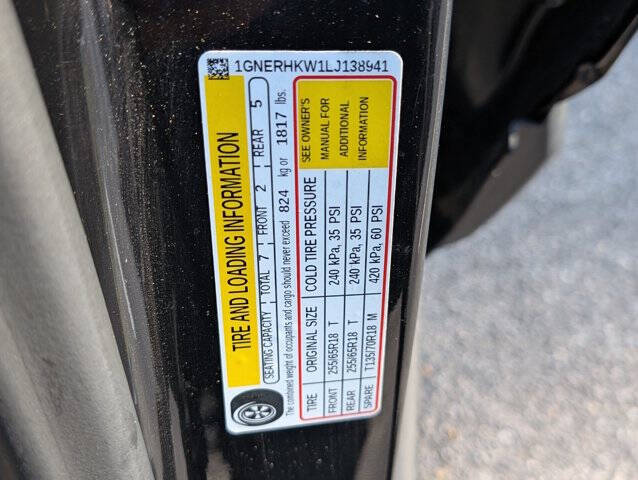 1GNERHKW1LJ138941
TIRE AND LOADING INFORMATION
SEATING CAPACITY TOTAL 7 FRONT 2 REAR 5
The combined weight of occupants and cargo should never exceed 824 kg or 1817 lbs.
TIRE ORIGINAL SIZE COLD TIRE PRESSURE SEE OWNER'S
FRONT 255/65R18 T 240 kPa, 35 PSI MANUAL FOR
REAR 255/65R18 T 240 kPa, 35 PSI ADDITIONAL
SPARE T135/70R18 M 420 kPa, 60 PSI INFORMATION